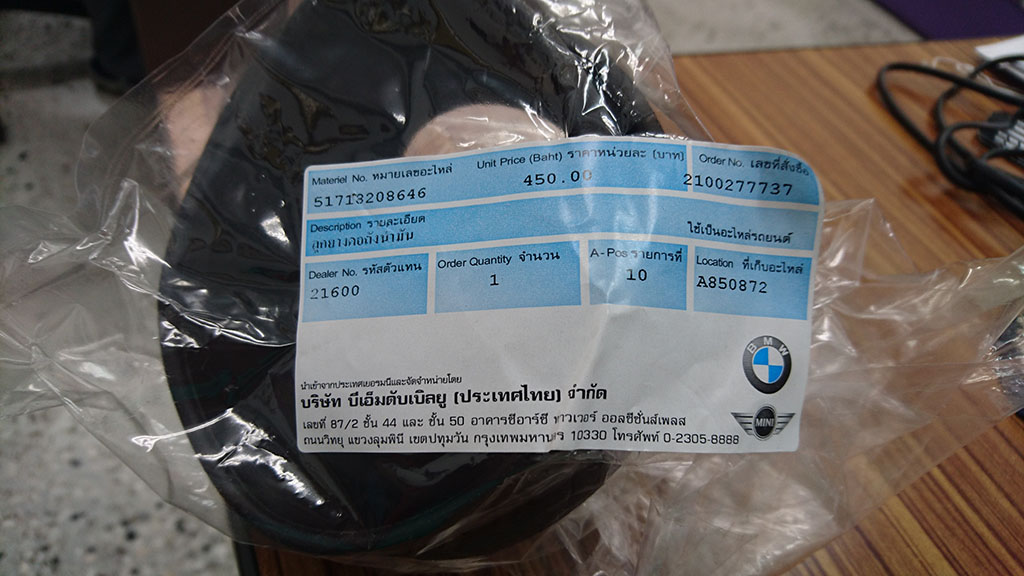 Materiel No. หมายเลขอะไหล่ Unit Price (Baht) ราคาหน่วยละ (บาท) Order No. เลขที่สั่งซื้อ
51713208646 450.00 2100277737
Description รายละเอียด
ลูกยางคอถังน้ำมัน ใช้เป็นอะไหล่รถยนต์
Dealer No. รหัสตัวแทน Order Quantity จำนวน A-Pos รายการที่ Location ที่เก็บอะไหล่
21600 1 10 A850872
BMW
MINI
นำเข้าจากประเทศเยอรมนีและจัดจำหน่ายโดย
บริษัท บีเอ็มดับเบิลยู (ประเทศไทย) จำกัด
เลขที่ 87/2 ชั้น 44 และ ชั้น 50 อาคารซีอาร์ซี ทาวเวอร์ ออลซีซั่นส์เพลส
ถนนวิทยุ แขวงลุมพินี เขตปทุมวัน กรุงเทพมหานคร 10330 โทรศัพท์ 0-2305-8888